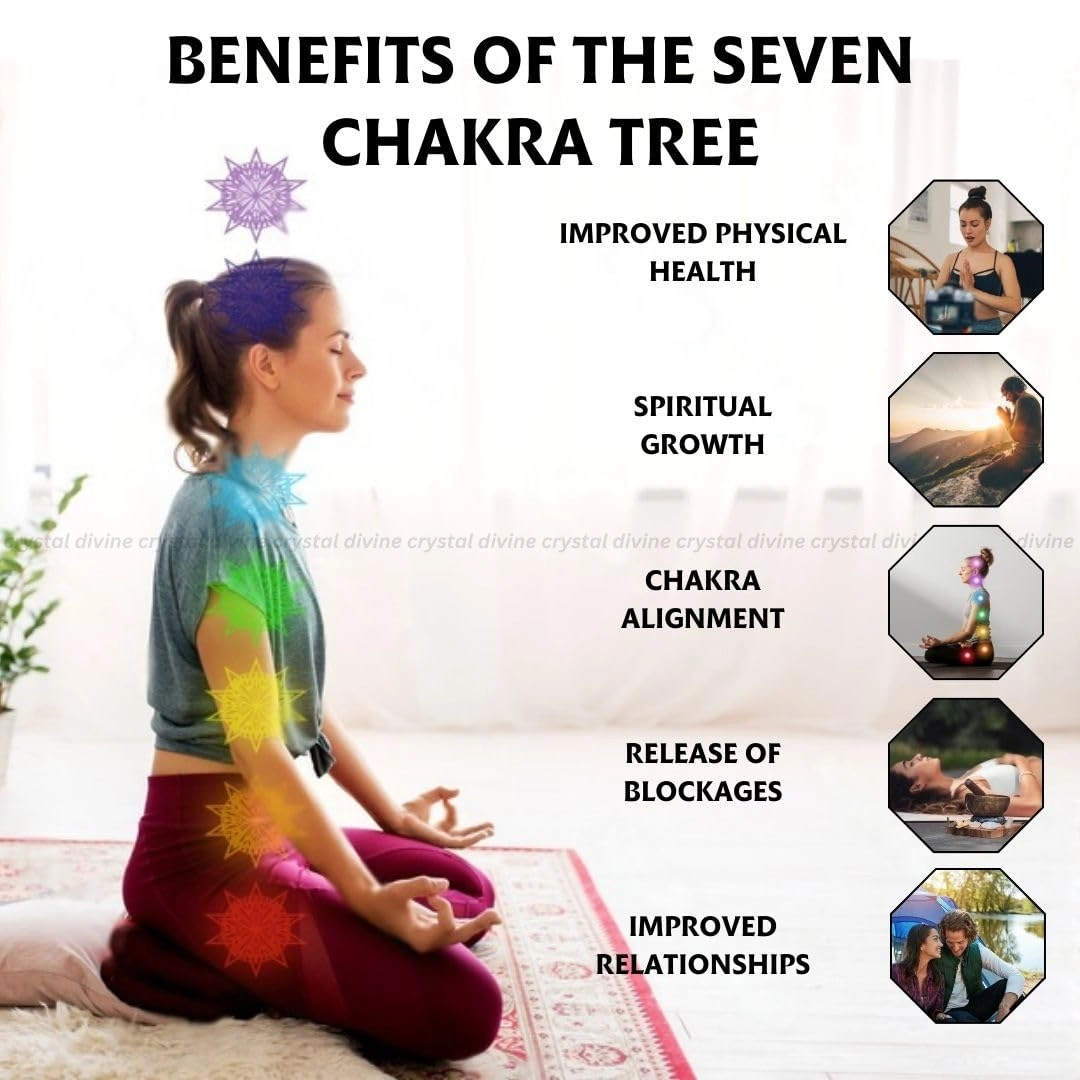 BENEFITS OF THE SEVEN
CHAKRA TREE
IMPROVED PHYSICAL
HEALTH
SPIRITUAL
GROWTH
crystal divine crystal divine crystal divine crystal divine crystal divine crystal divine crystal divine divine
CHAKRA
ALIGNMENT
RELEASE OF
BLOCKAGES
IMPROVED
RELATIONSHIPS